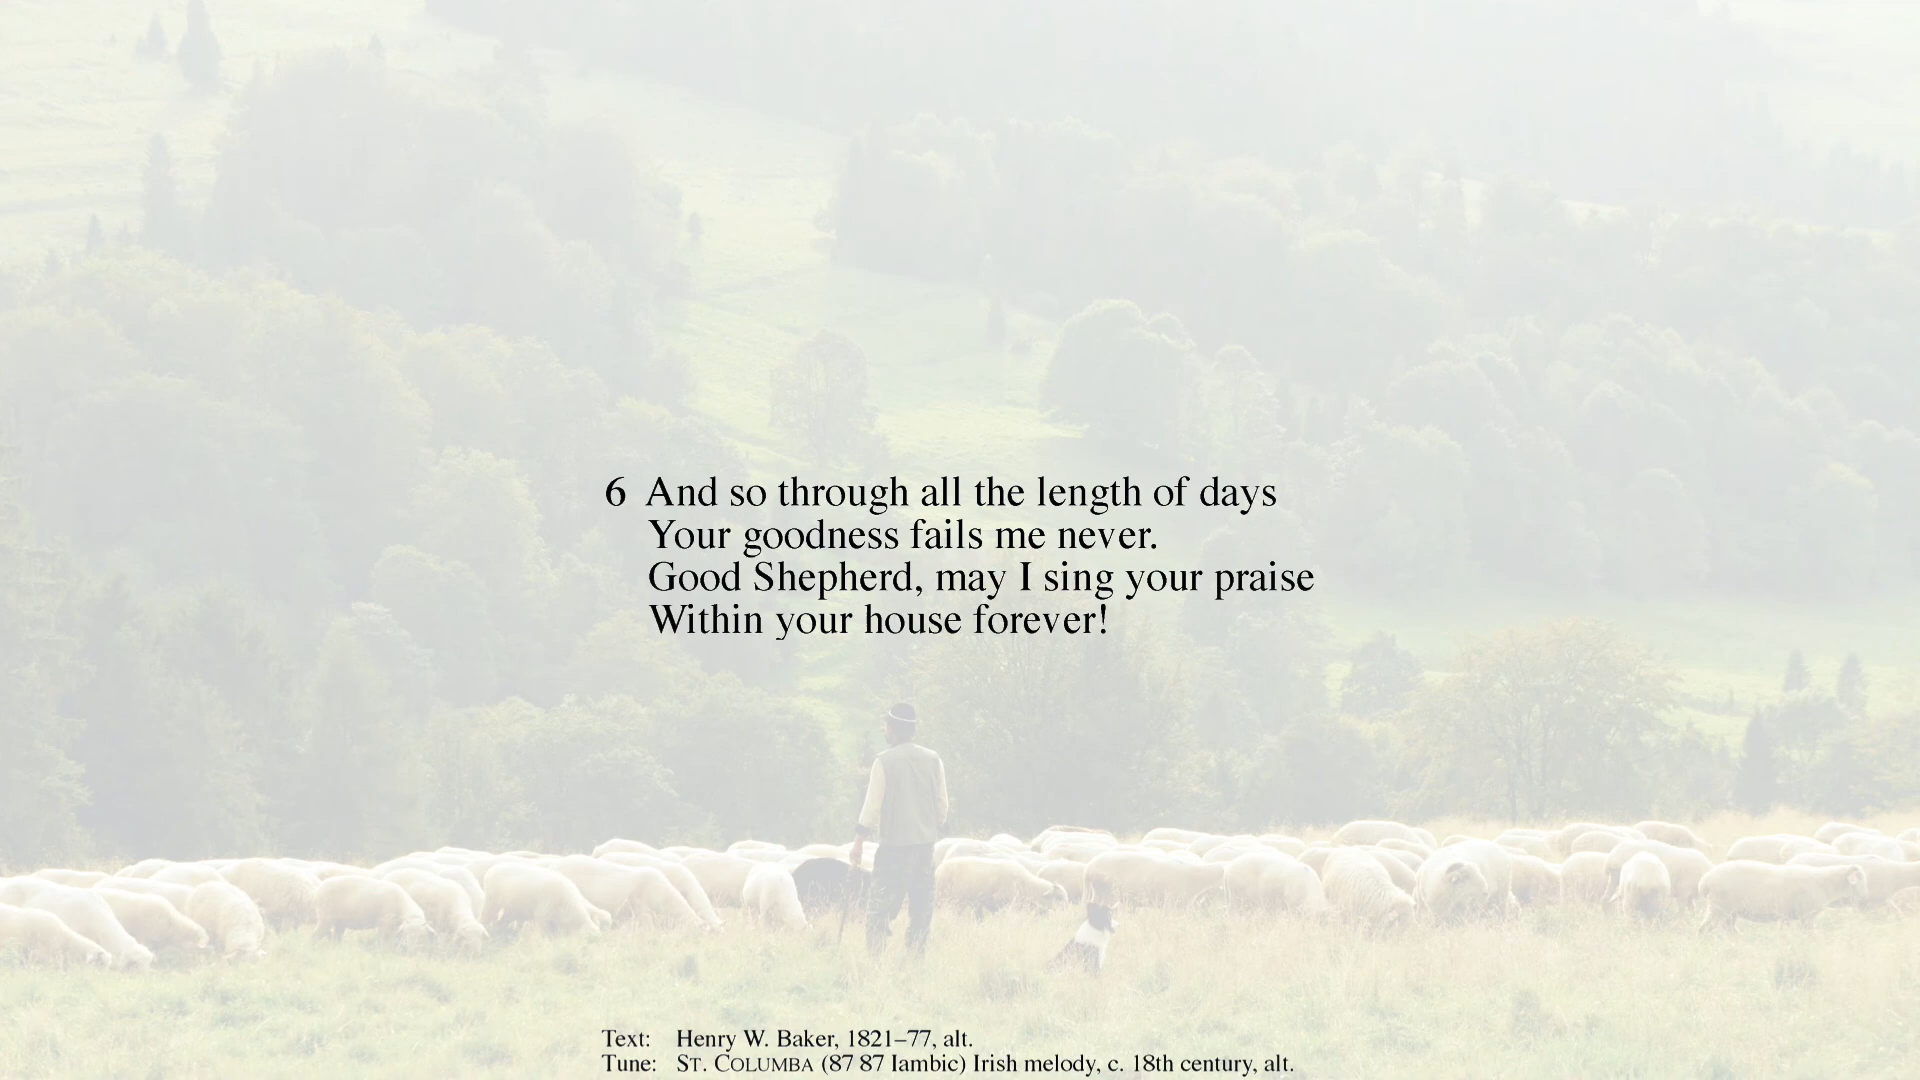 6 And so through all the length of days
Your goodness fails me never.
Good Shepherd, may I sing your praise
Within your house forever!
Text: Henry W. Baker, 1821–77, alt.
Tune: ST. COLUMBA (87 87 Iambic) Irish melody, c. 18th century, alt.